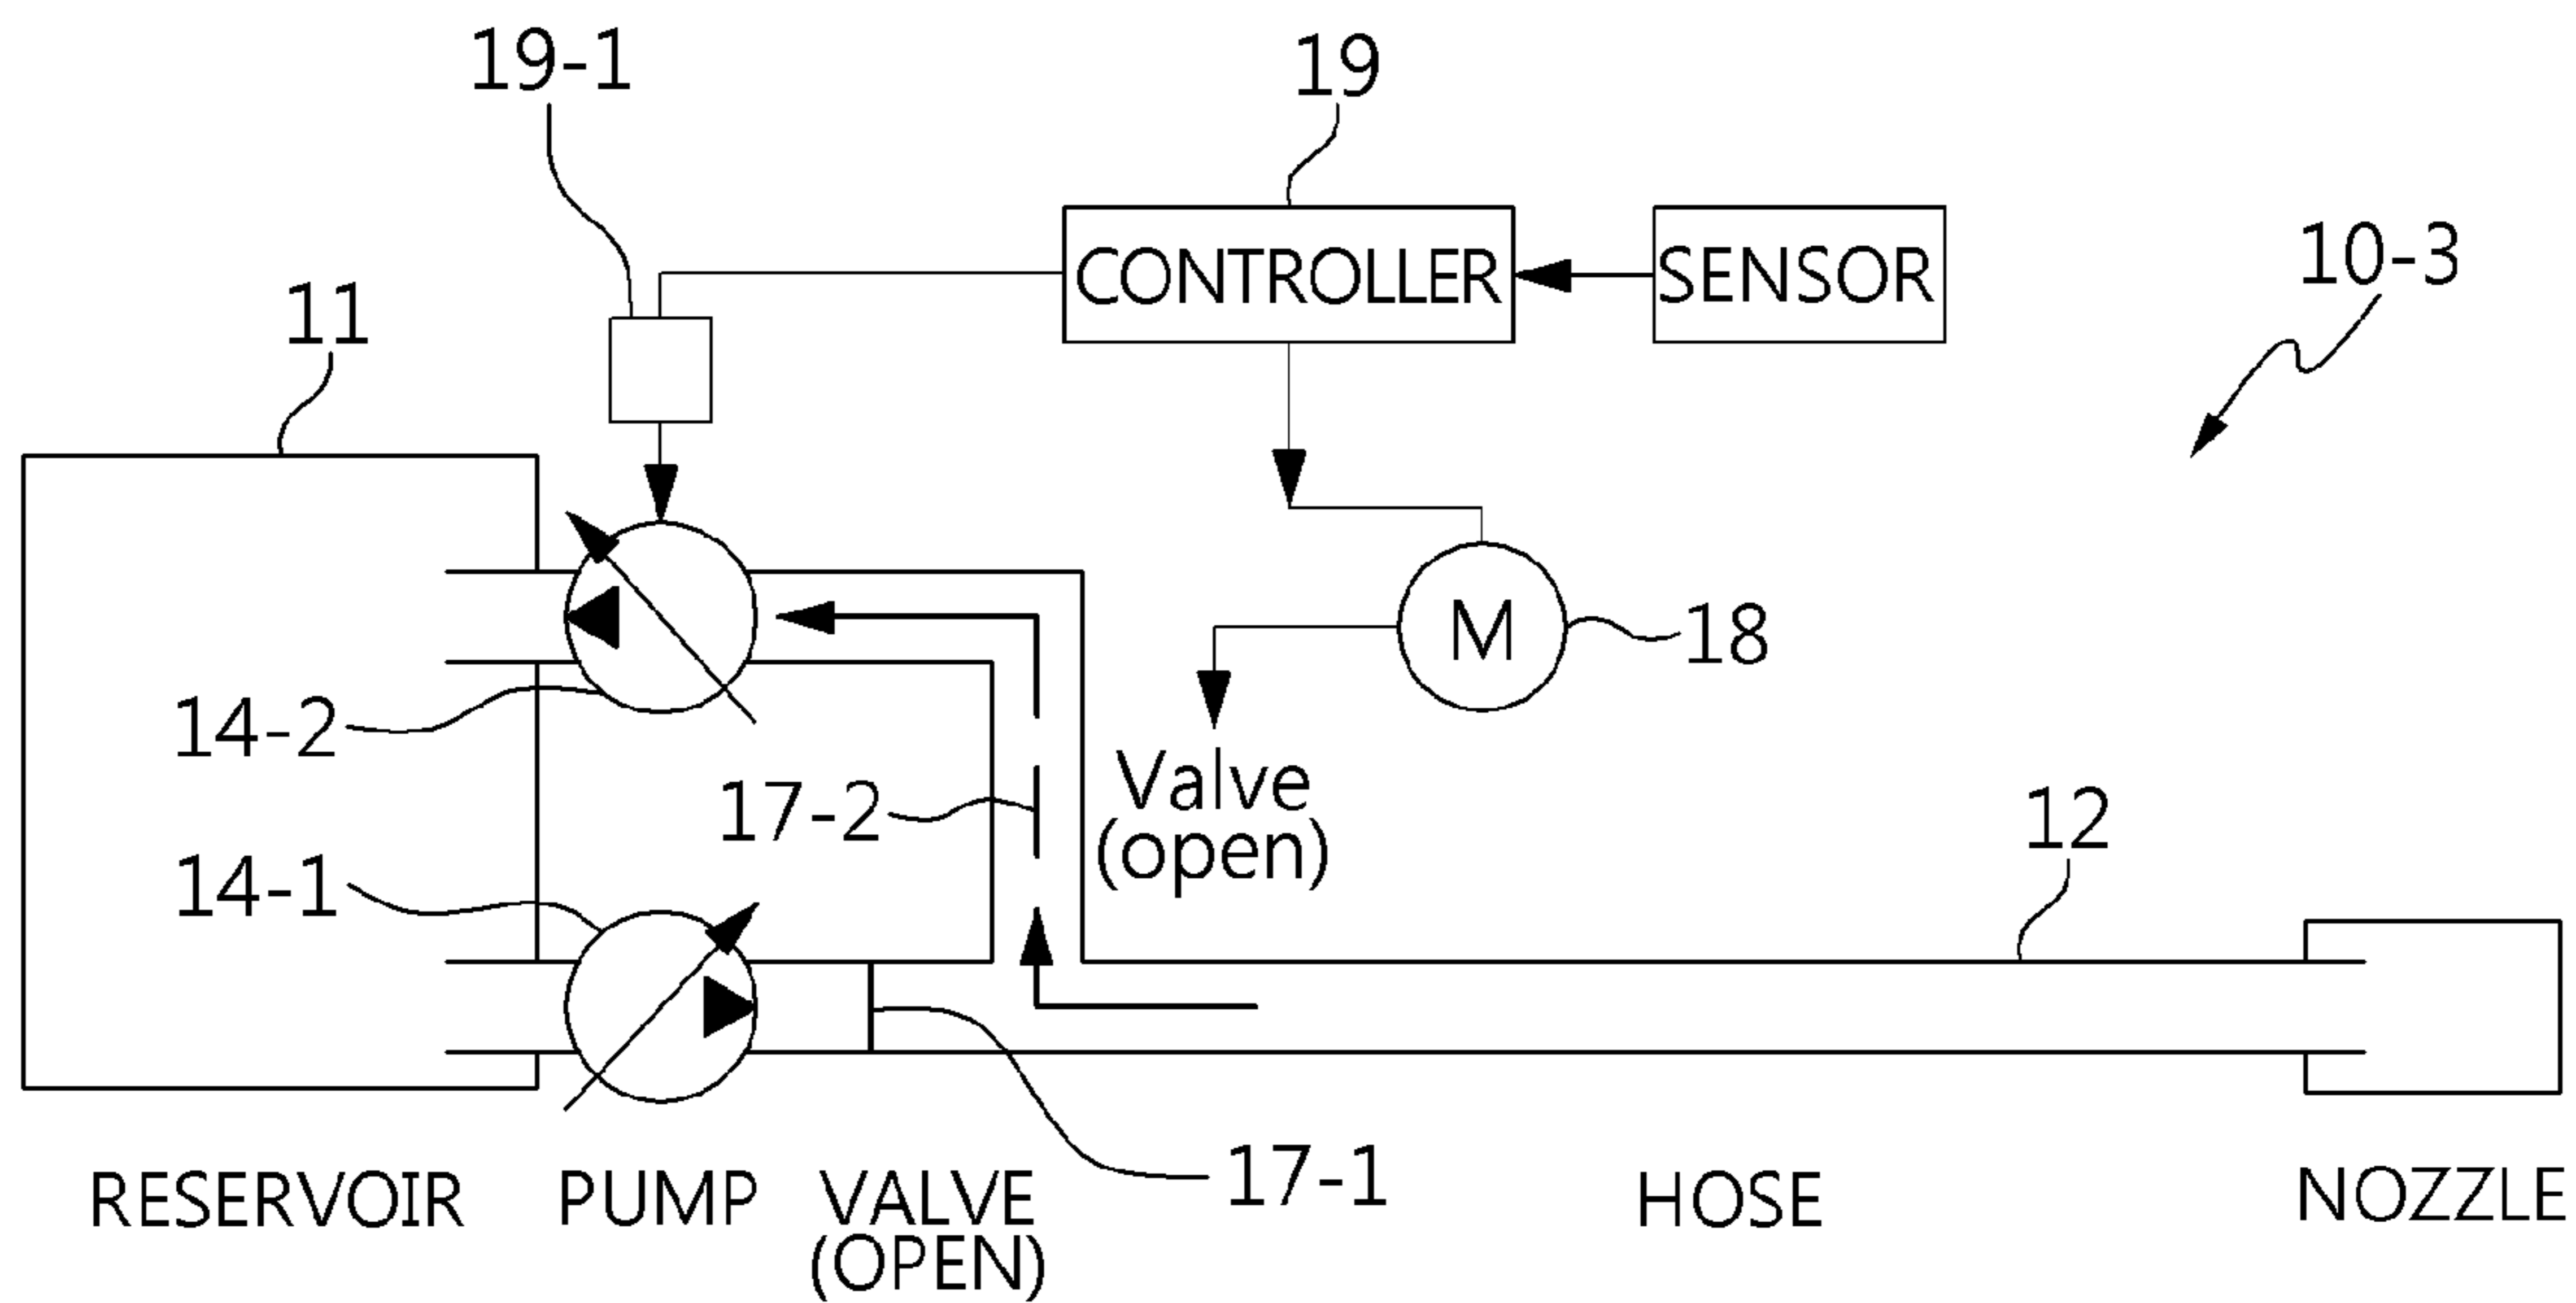 19-1
19
CONTROLLER
SENSOR
10-3
11
M
18
14-2
17-2
Valve
(open)
12
14-1
17-1
RESERVOIR
PUMP
VALVE
(OPEN)
HOSE
NOZZLE